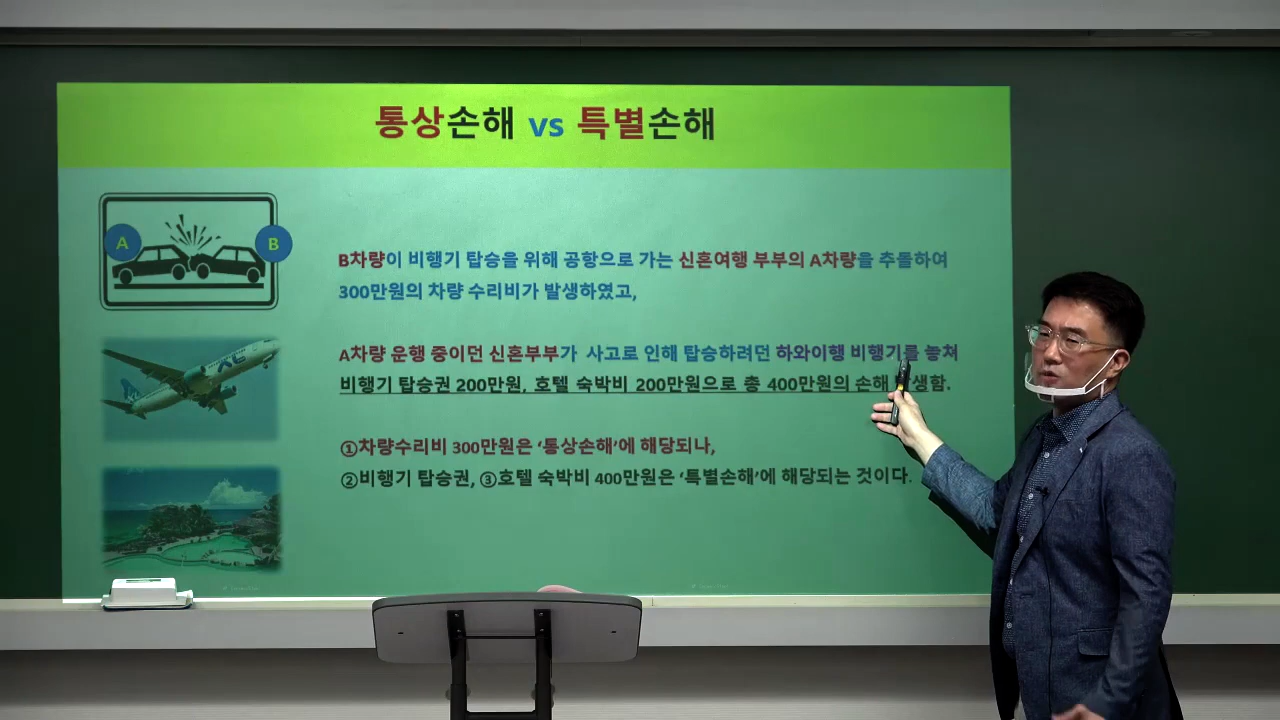 통상손해 vs 특별손해
A
B
B차량이 비행기 탑승을 위해 공항으로 가는 신혼여행 부부의 A차량을 추돌하여
300만원의 차량 수리비가 발생하였고,
A차량 운행 중이던 신혼부부가 사고로 인해 탑승하려던 하와이행 비행기를 놓쳐
비행기 탑승권 200만원, 호텔 숙박비 200만원으로 총 400만원의 손해 발생함.
①차량수리비 300만원은 ‘통상손해’에 해당되나,
②비행기 탑승권, ③호텔 숙박비 400만원은 ‘특별손해’에 해당되는 것이다.